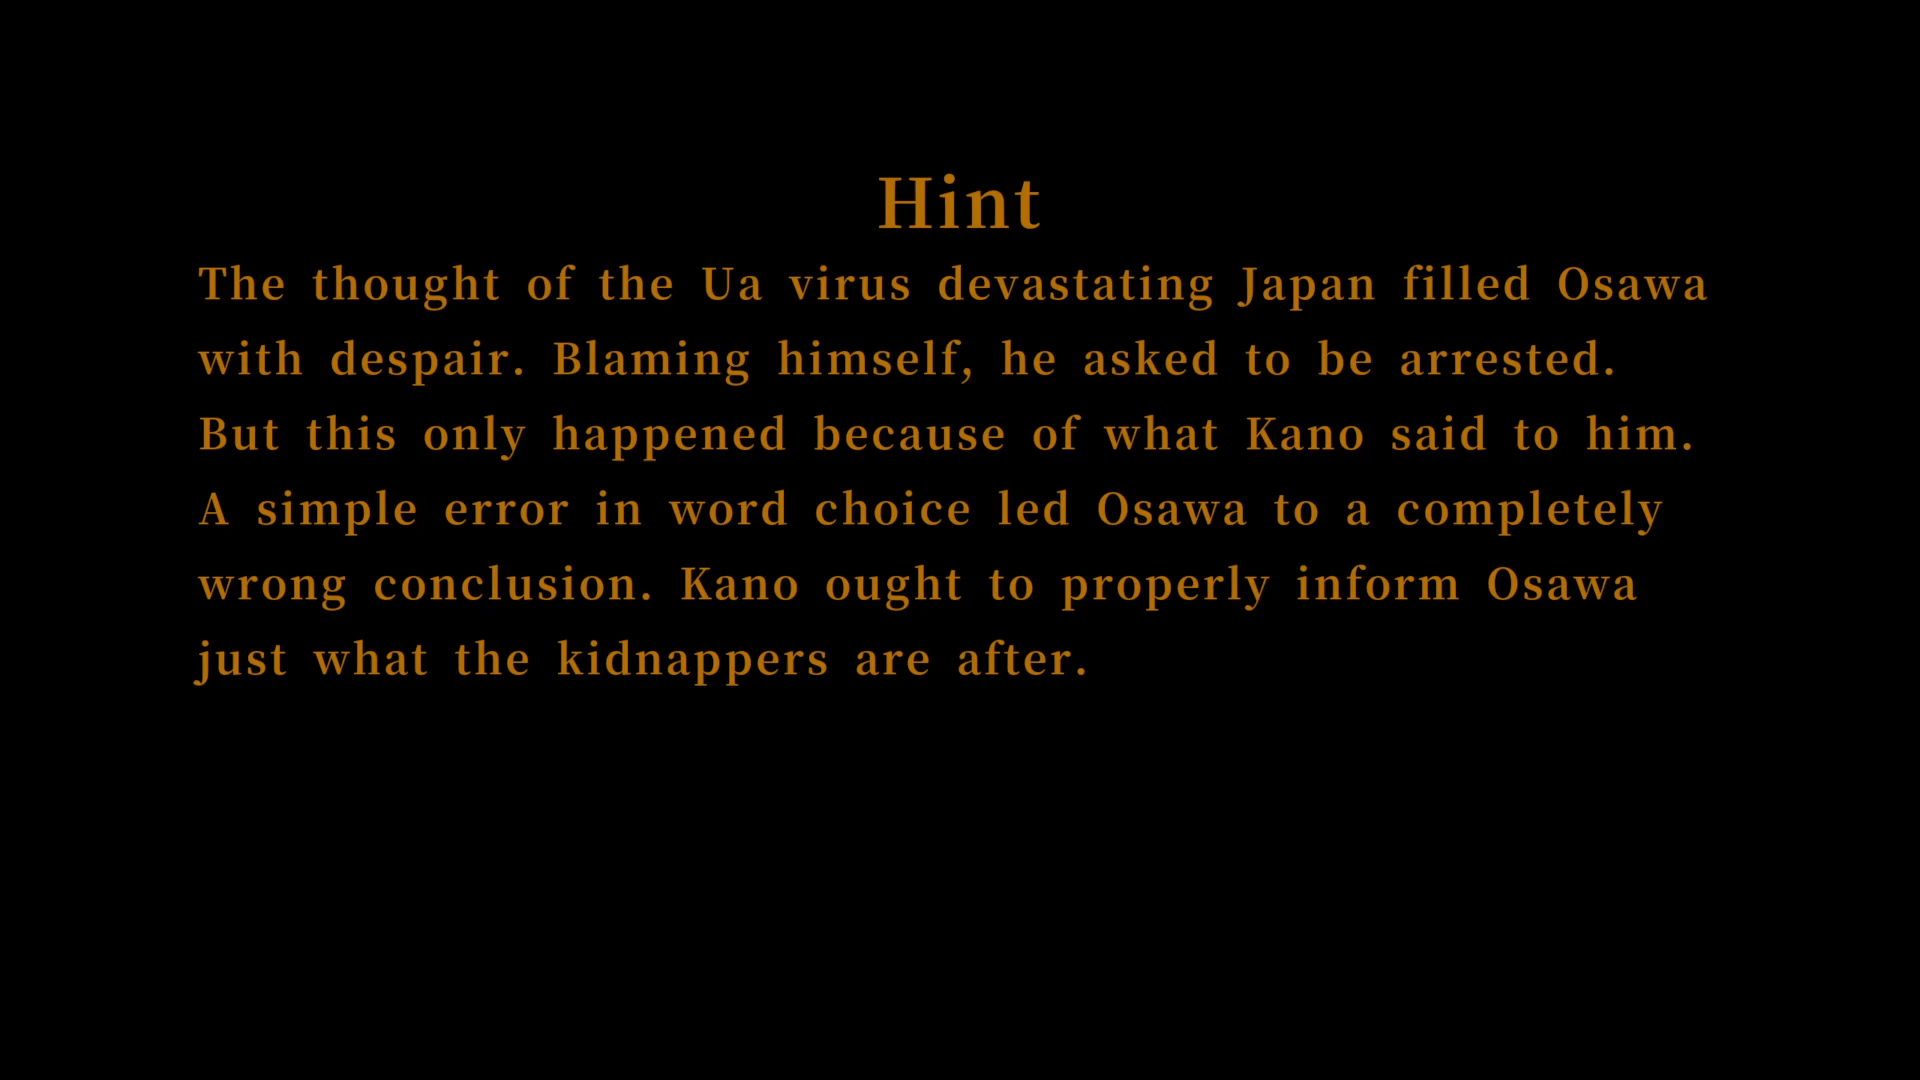 Hint
The thought of the Ua virus devastating Japan filled Osawa
with despair. Blaming himself, he asked to be arrested.
But this only happened because of what Kano said to him.
A simple error in word choice led Osawa to a completely
wrong conclusion. Kano ought to properly inform Osawa
just what the kidnappers are after.